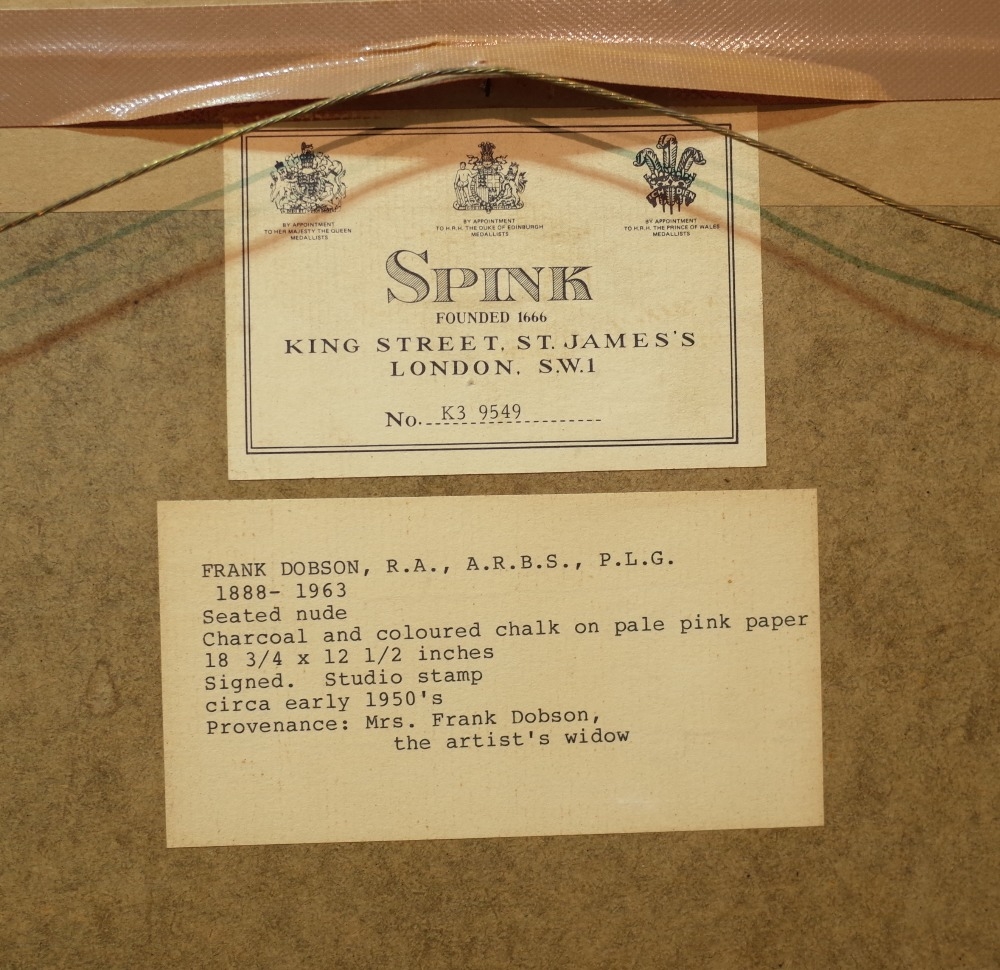 BY APPOINTMENT
TO HER MAJESTY THE QUEEN
MEDALLISTS
BY APPOINTMENT
TO H.R.H. THE DUKE OF EDINBURGH
MEDALLISTS
BY APPOINTMENT
TO H.R.H. THE PRINCE OF WALES
MEDALLISTS
SPINK
FOUNDED 1666
KING STREET, ST. JAMES'S
LONDON. S.W.1
No. K3 9549
FRANK DOBSON, R.A., A.R.B.S., P.L.G.
1888- 1963
Seated nude
Charcoal and coloured chalk on pale pink paper
18 3/4 x 12 1/2 inches
Signed. Studio stamp
circa early 1950's
Provenance: Mrs. Frank Dobson,
the artist's widow